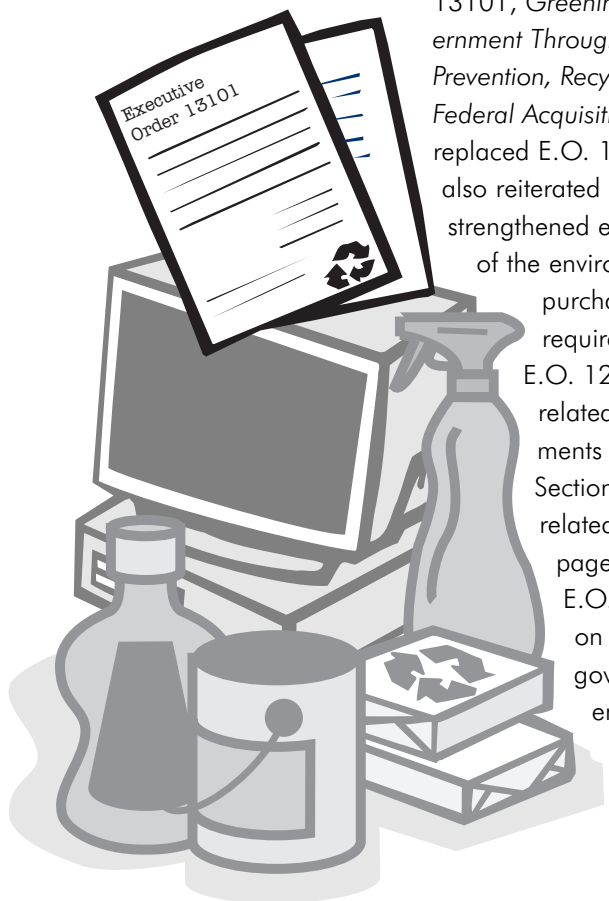 13101, Greenin
ernment Through
Prevention, Recy
Federal Acquisiti
replaced E.O. 1
also reiterated
strengthened e
of the enviro
purcha
require
E.O. 12
related
ments
Section
related
page
E.O.
on
gov
en
Executive
Order 13101